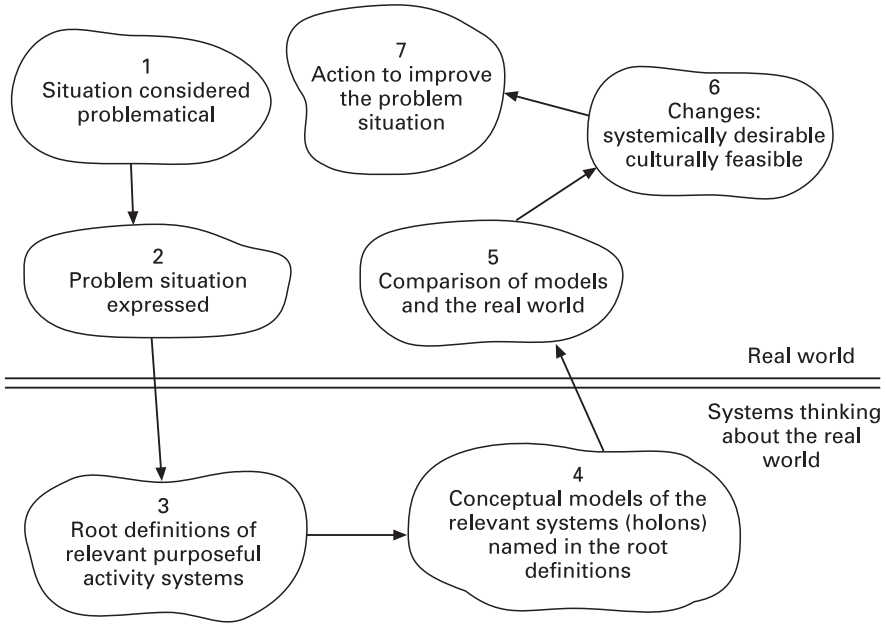 1
Situation considered
problematical
2
Problem situation
expressed
3
Root definitions of
relevant purposeful
activity systems
4
Conceptual models of the
relevant systems (holons)
named in the root
definitions
5
Comparison of models
and the real world
6
Changes:
systemically desirable
culturally feasible
7
Action to improve
the problem
situation
Real world
Systems thinking
about the real
world